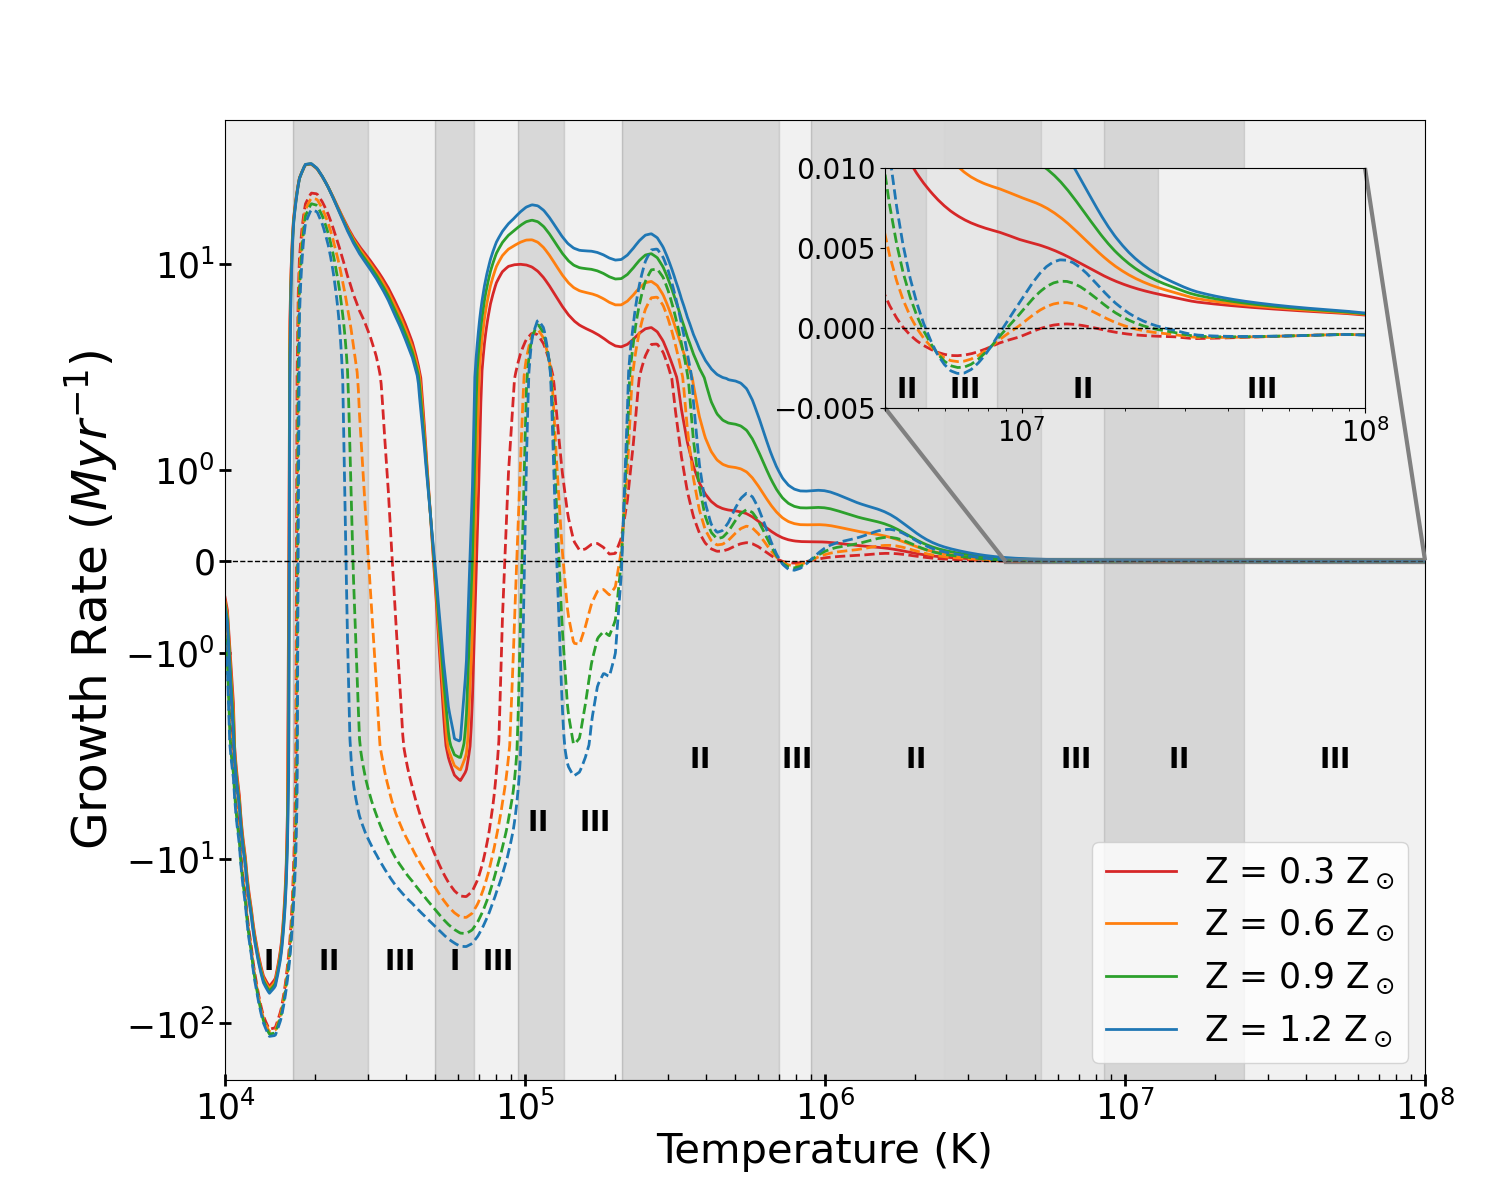 Growth Rate (Myr⁻¹)
10¹
10⁰
0
−10⁰
−10¹
−10²
0.010
0.005
0.000
−0.005
II III II III
10⁷ 10⁸
II III II III II III
II III
I II III I III
Z = 0.3 Z⊙
Z = 0.6 Z⊙
Z = 0.9 Z⊙
Z = 1.2 Z⊙
10⁴ 10⁵ 10⁶ 10⁷ 10⁸
Temperature (K)